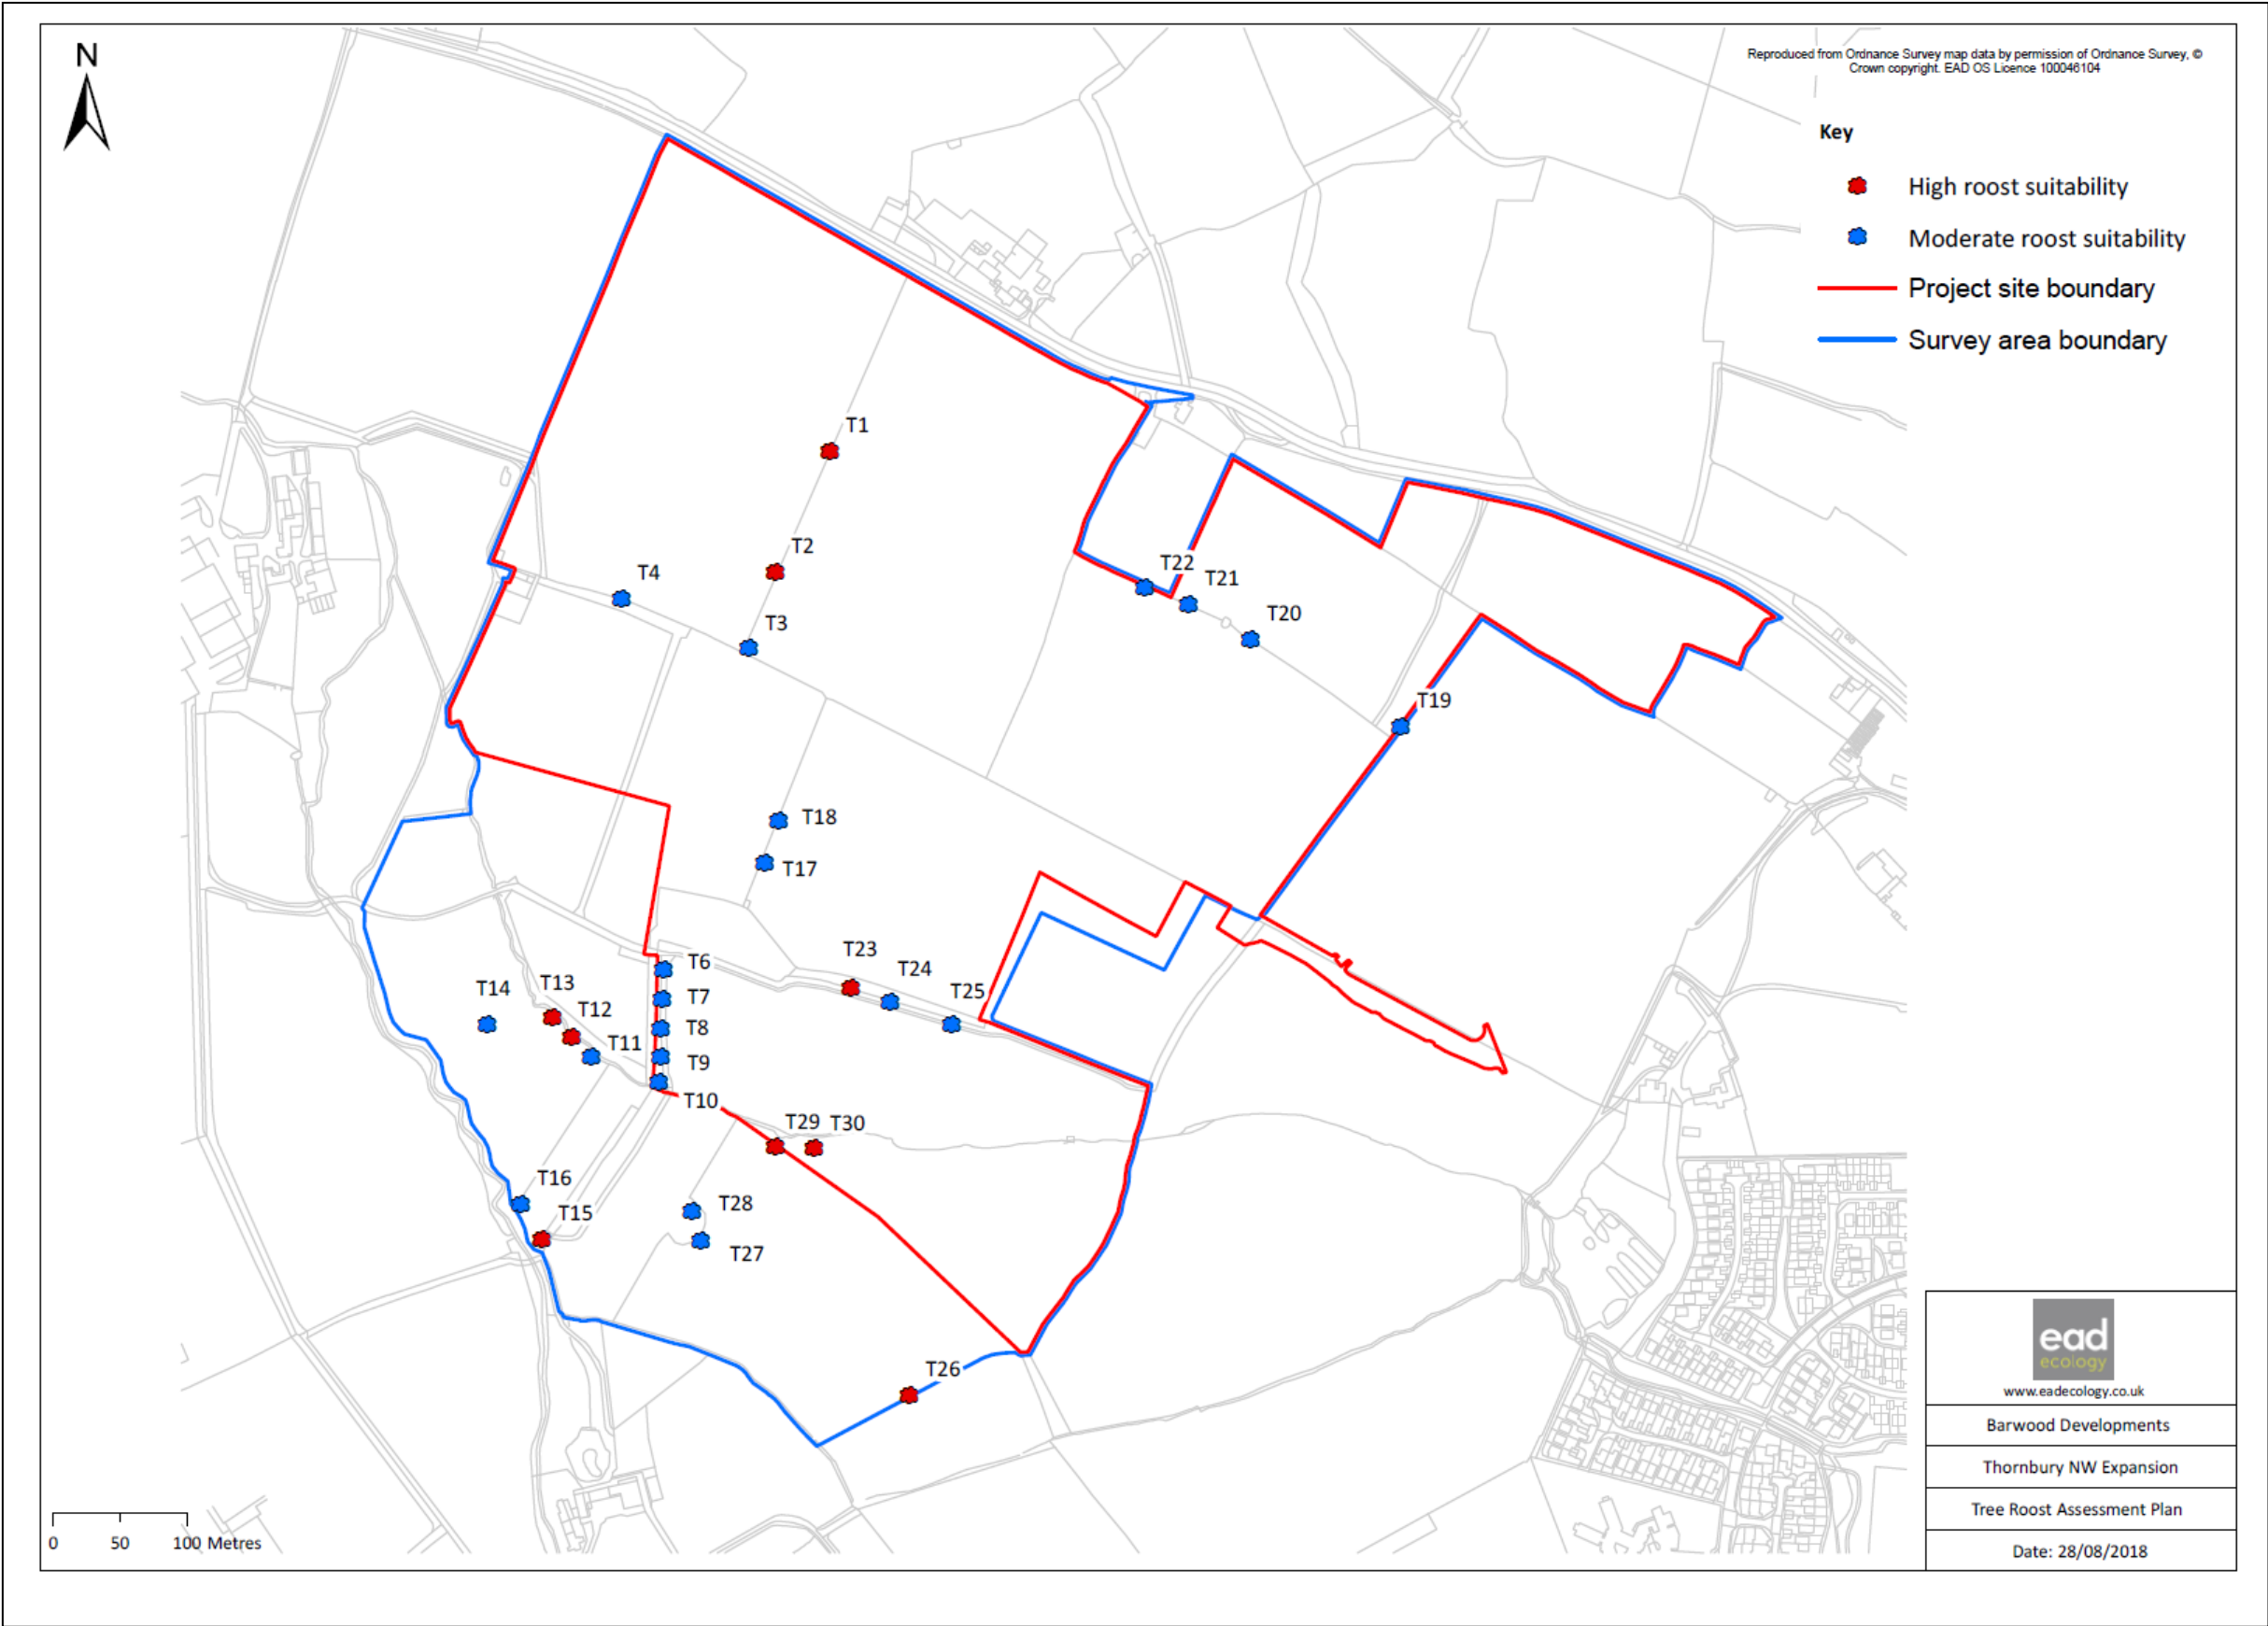 N
Reproduced from Ordnance Survey map data by permission of Ordnance Survey, ©
Crown copyright. EAD OS Licence 100046104
Key
High roost suitability
Moderate roost suitability
Project site boundary
Survey area boundary
T1
T2
T4
T3
T22
T21
T20
T19
T18
T17
T23
T24
T25
T6
T7
T8
T9
T10
T14
T13
T12
T11
T29 T30
T16
T15
T28
T27
T26
0 50 100 Metres
ead
ecology
www.eadecology.co.uk
Barwood Developments
Thornbury NW Expansion
Tree Roost Assessment Plan
Date: 28/08/2018